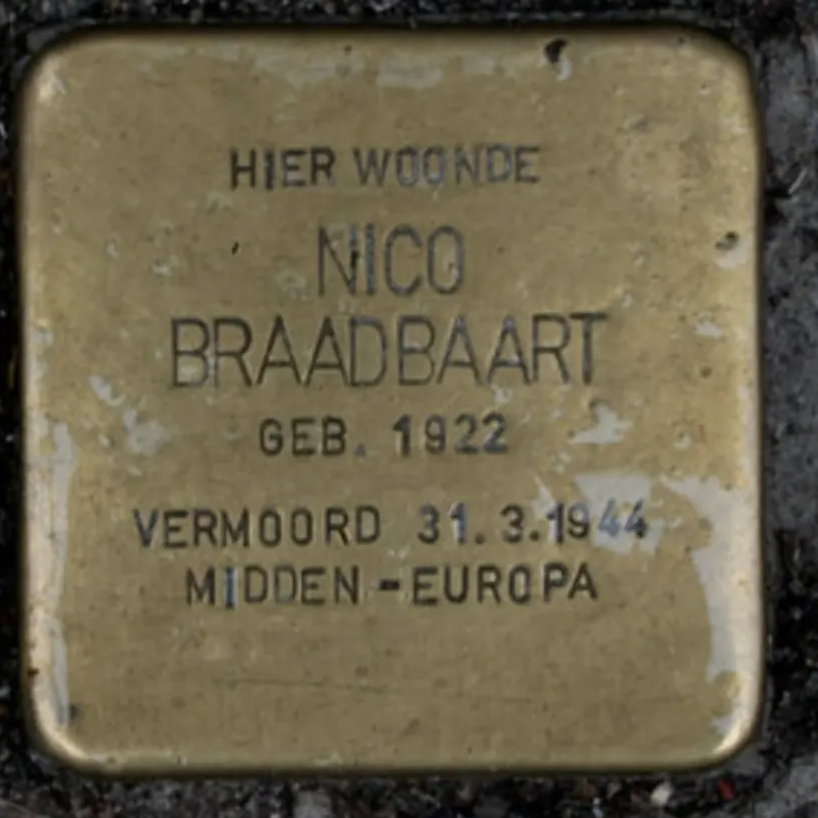 HIER WOONDE
NICO
BRAADBAART
GEB. 1922
VERMOORD 31.3.1944
MIDDEN-EUROPA